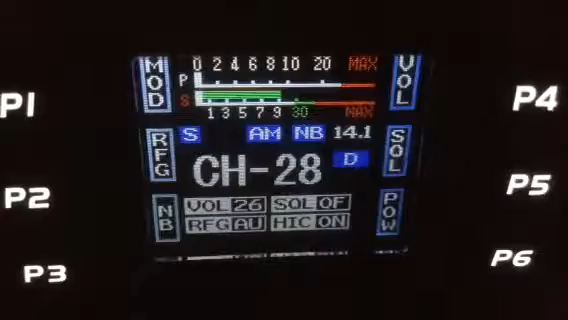 0 2 4 6 8 10 20 MAX
P
S
1 3 5 7 9 30 MAX
MOD
VOL
P1
P4
S AM NB 14.1
RFG
SQL
CH-28 D
P2
P5
NB
VOL 26 SQL OF
POW
RFG AU HIC ON
P3
P6